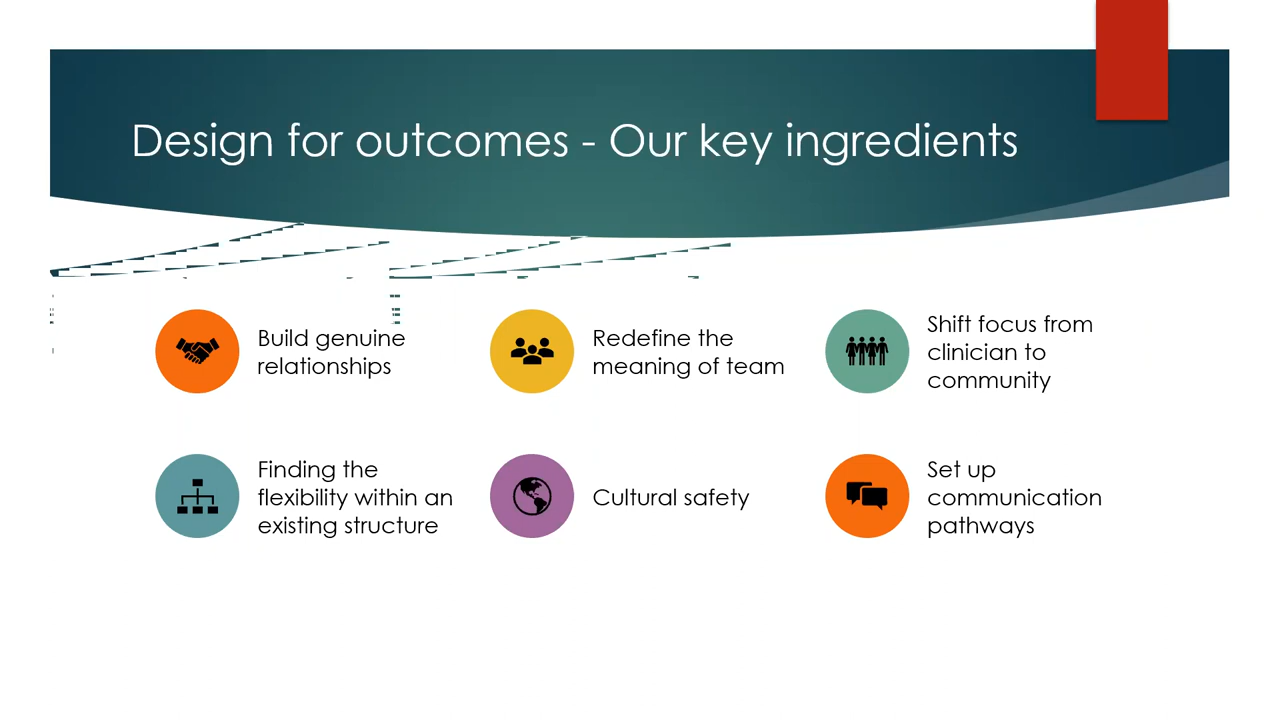 Design for outcomes - Our key ingredients
Build genuine
relationships
Redefine the
meaning of team
Shift focus from
clinician to
community
Finding the
flexibility within an
existing structure
Cultural safety
Set up
communication
pathways